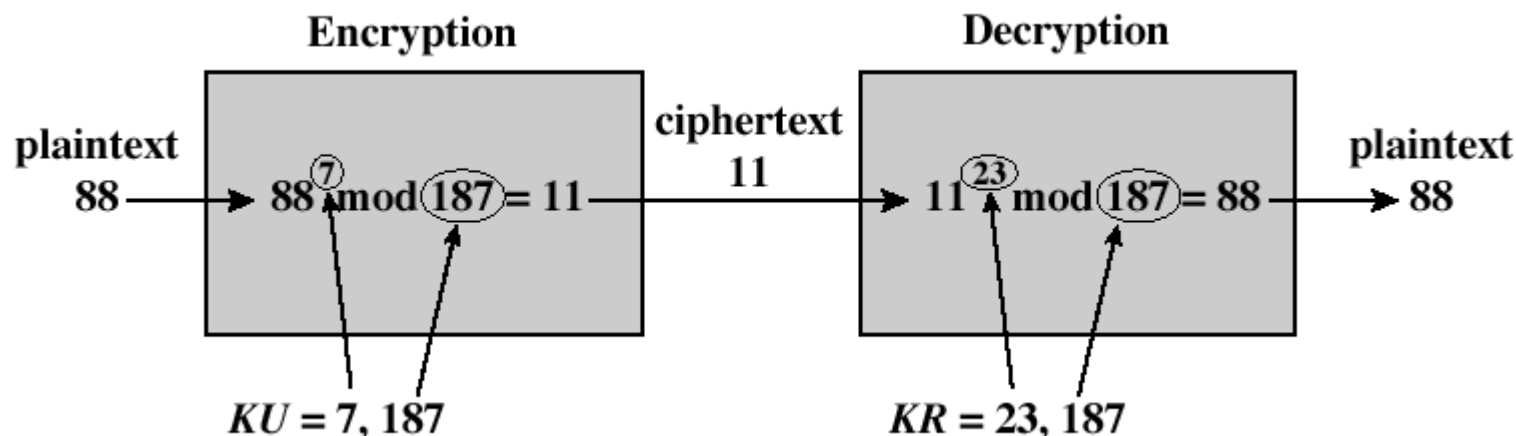 Encryption
Decryption
plaintext
88
88^7 mod 187 = 11
ciphertext
11
11^23 mod 187 = 88
plaintext
88
KU = 7, 187
KR = 23, 187